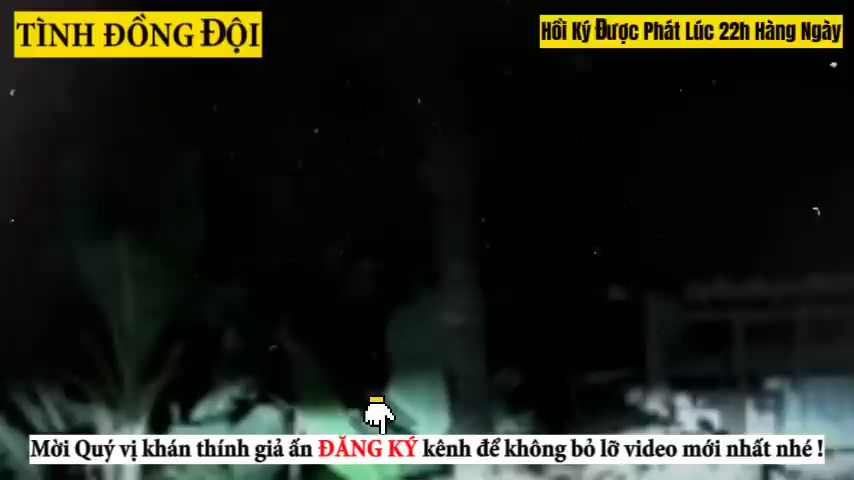 TÌNH ĐỒNG ĐỘI
Hồi Ký Được Phát Lúc 22h Hàng Ngày
Mời Quý vị khán thính giả ấn ĐĂNG KÝ kênh để không bỏ lỡ video mới nhất nhé !